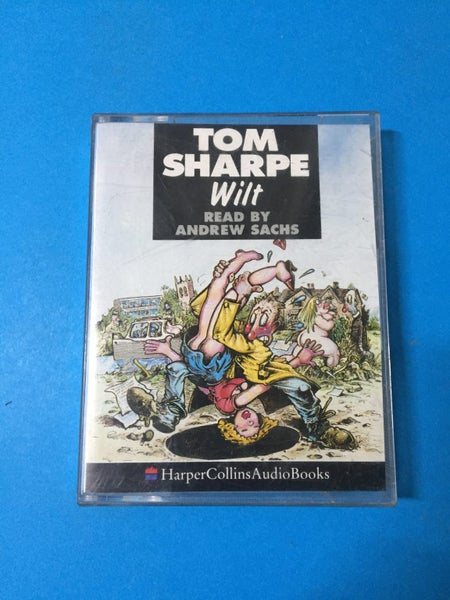 TOM
SHARPE
Wilt
READ BY
ANDREW SACHS
HarperCollinsAudioBooks